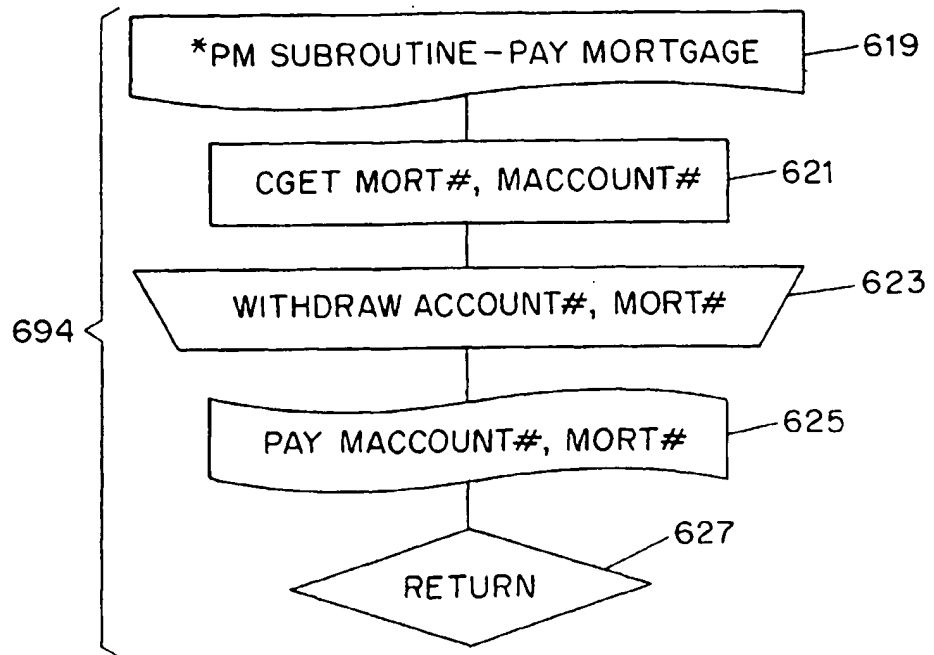 *PM SUBROUTINE-PAY MORTGAGE
619
CGET MORT#, MACCOUNT#
621
WITHDRAW ACCOUNT#, MORT#
623
694
PAY MACCOUNT#, MORT#
625
627
RETURN